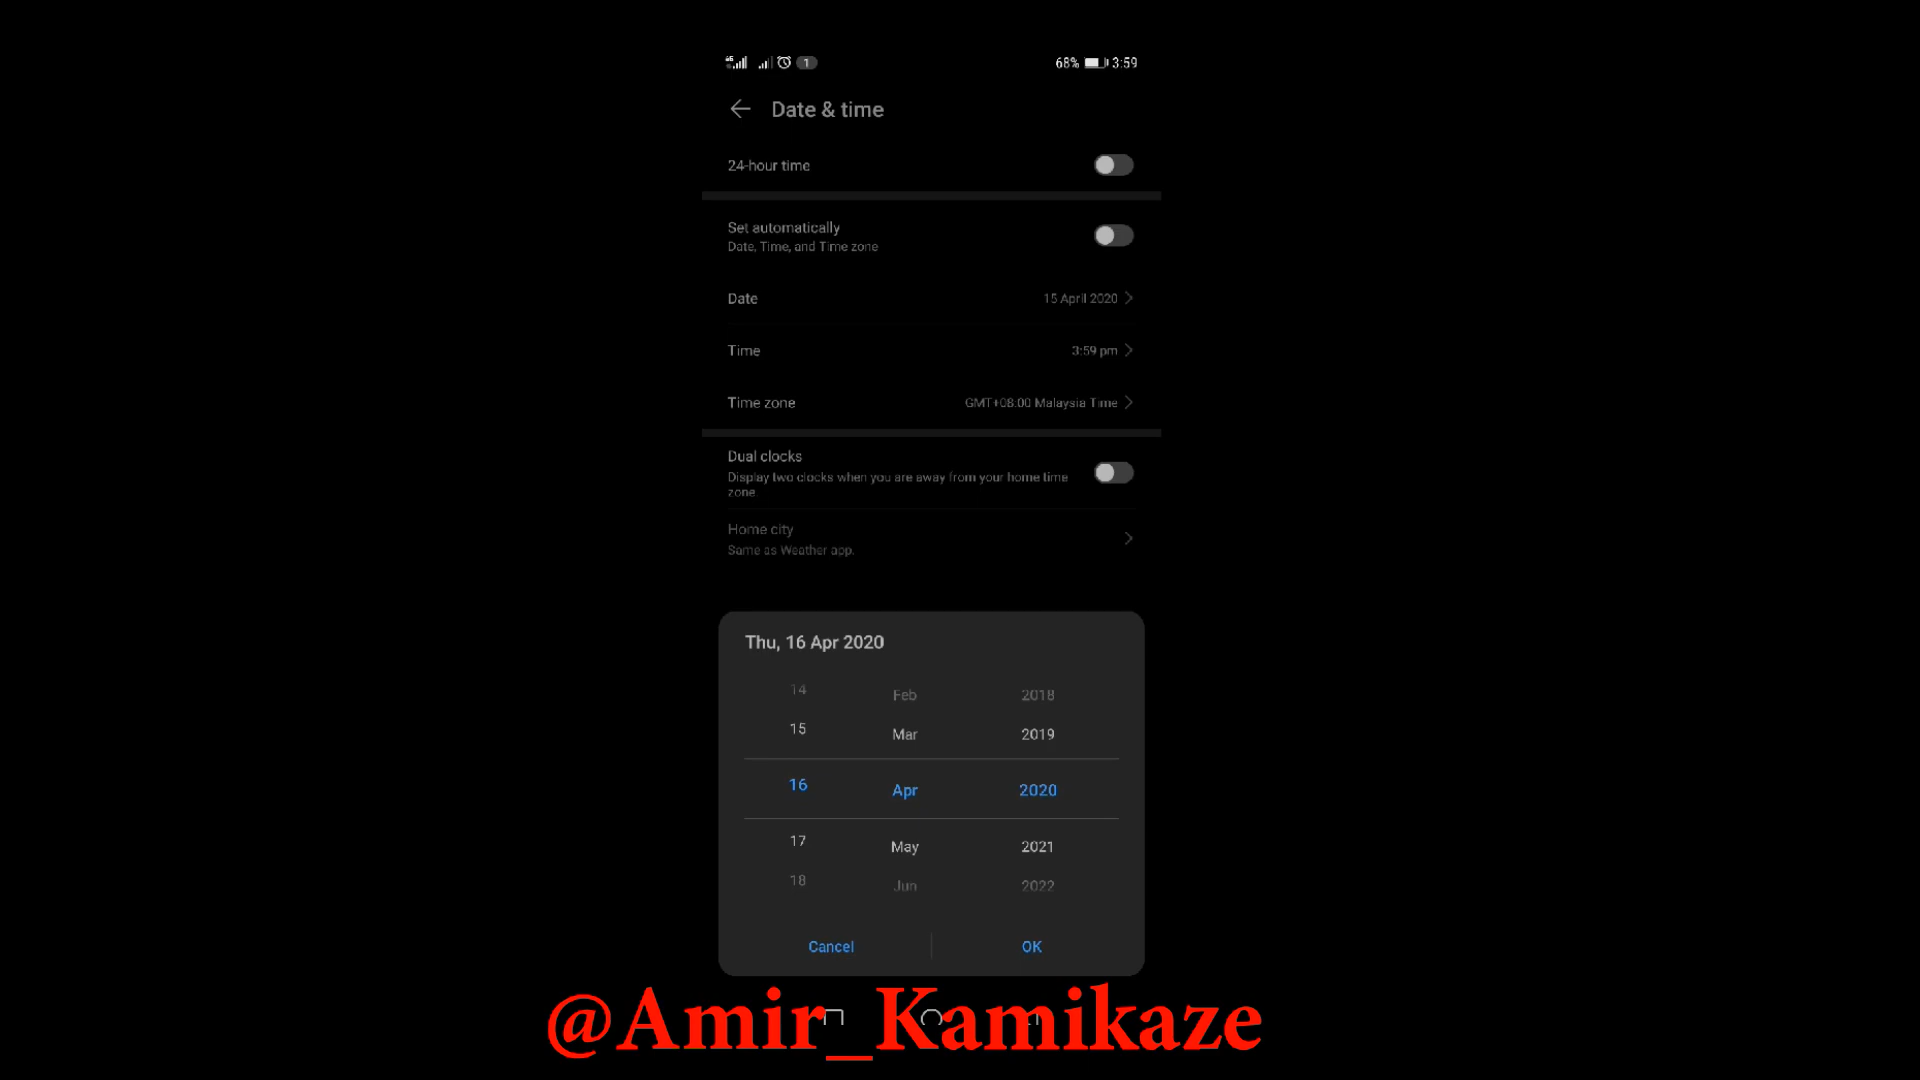 1
68% 3:59
Date & time
24-hour time
Set automatically
Date, Time, and Time zone
Date 15 April 2020
Time 3:59 pm
Time zone GMT+08:00 Malaysia Time
Dual clocks
Display two clocks when you are away from your home time
zone.
Home city
Same as Weather app.
Thu, 16 Apr 2020
14 Feb 2018
15 Mar 2019
16 Apr 2020
17 May 2021
18 Jun 2022
Cancel OK
@Amir_Kamikaze